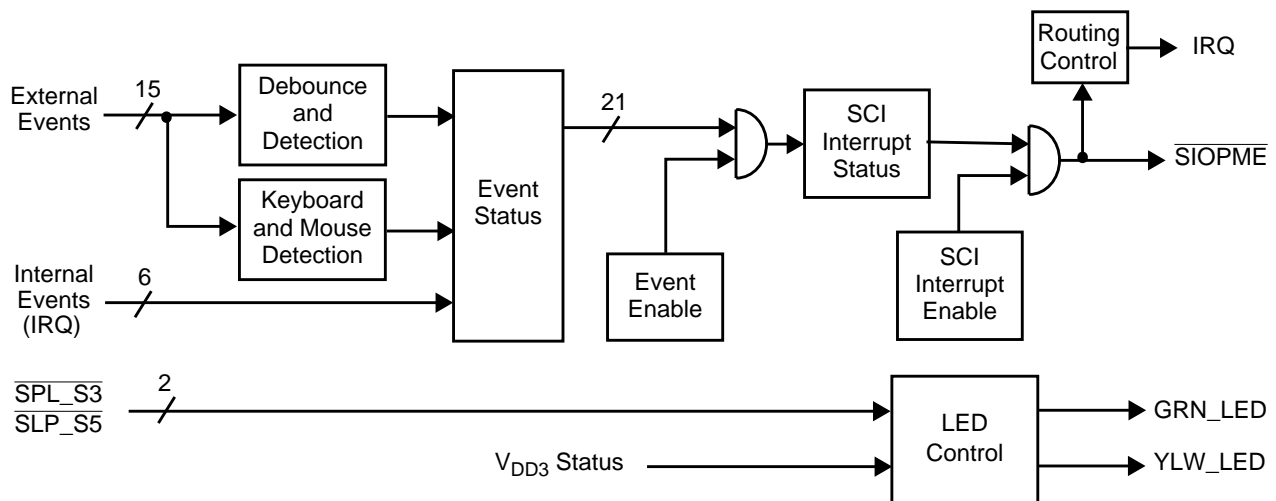 External
Events
15
Debounce
and
Detection
Keyboard
and Mouse
Detection
Internal
Events
(IRQ)
6
Event
Status
21
Event
Enable
SCI
Interrupt
Status
SCI
Interrupt
Enable
Routing
Control
IRQ
SIOPME
SPL_S3
SLP_S5
2
VDD3 Status
LED
Control
GRN_LED
YLW_LED